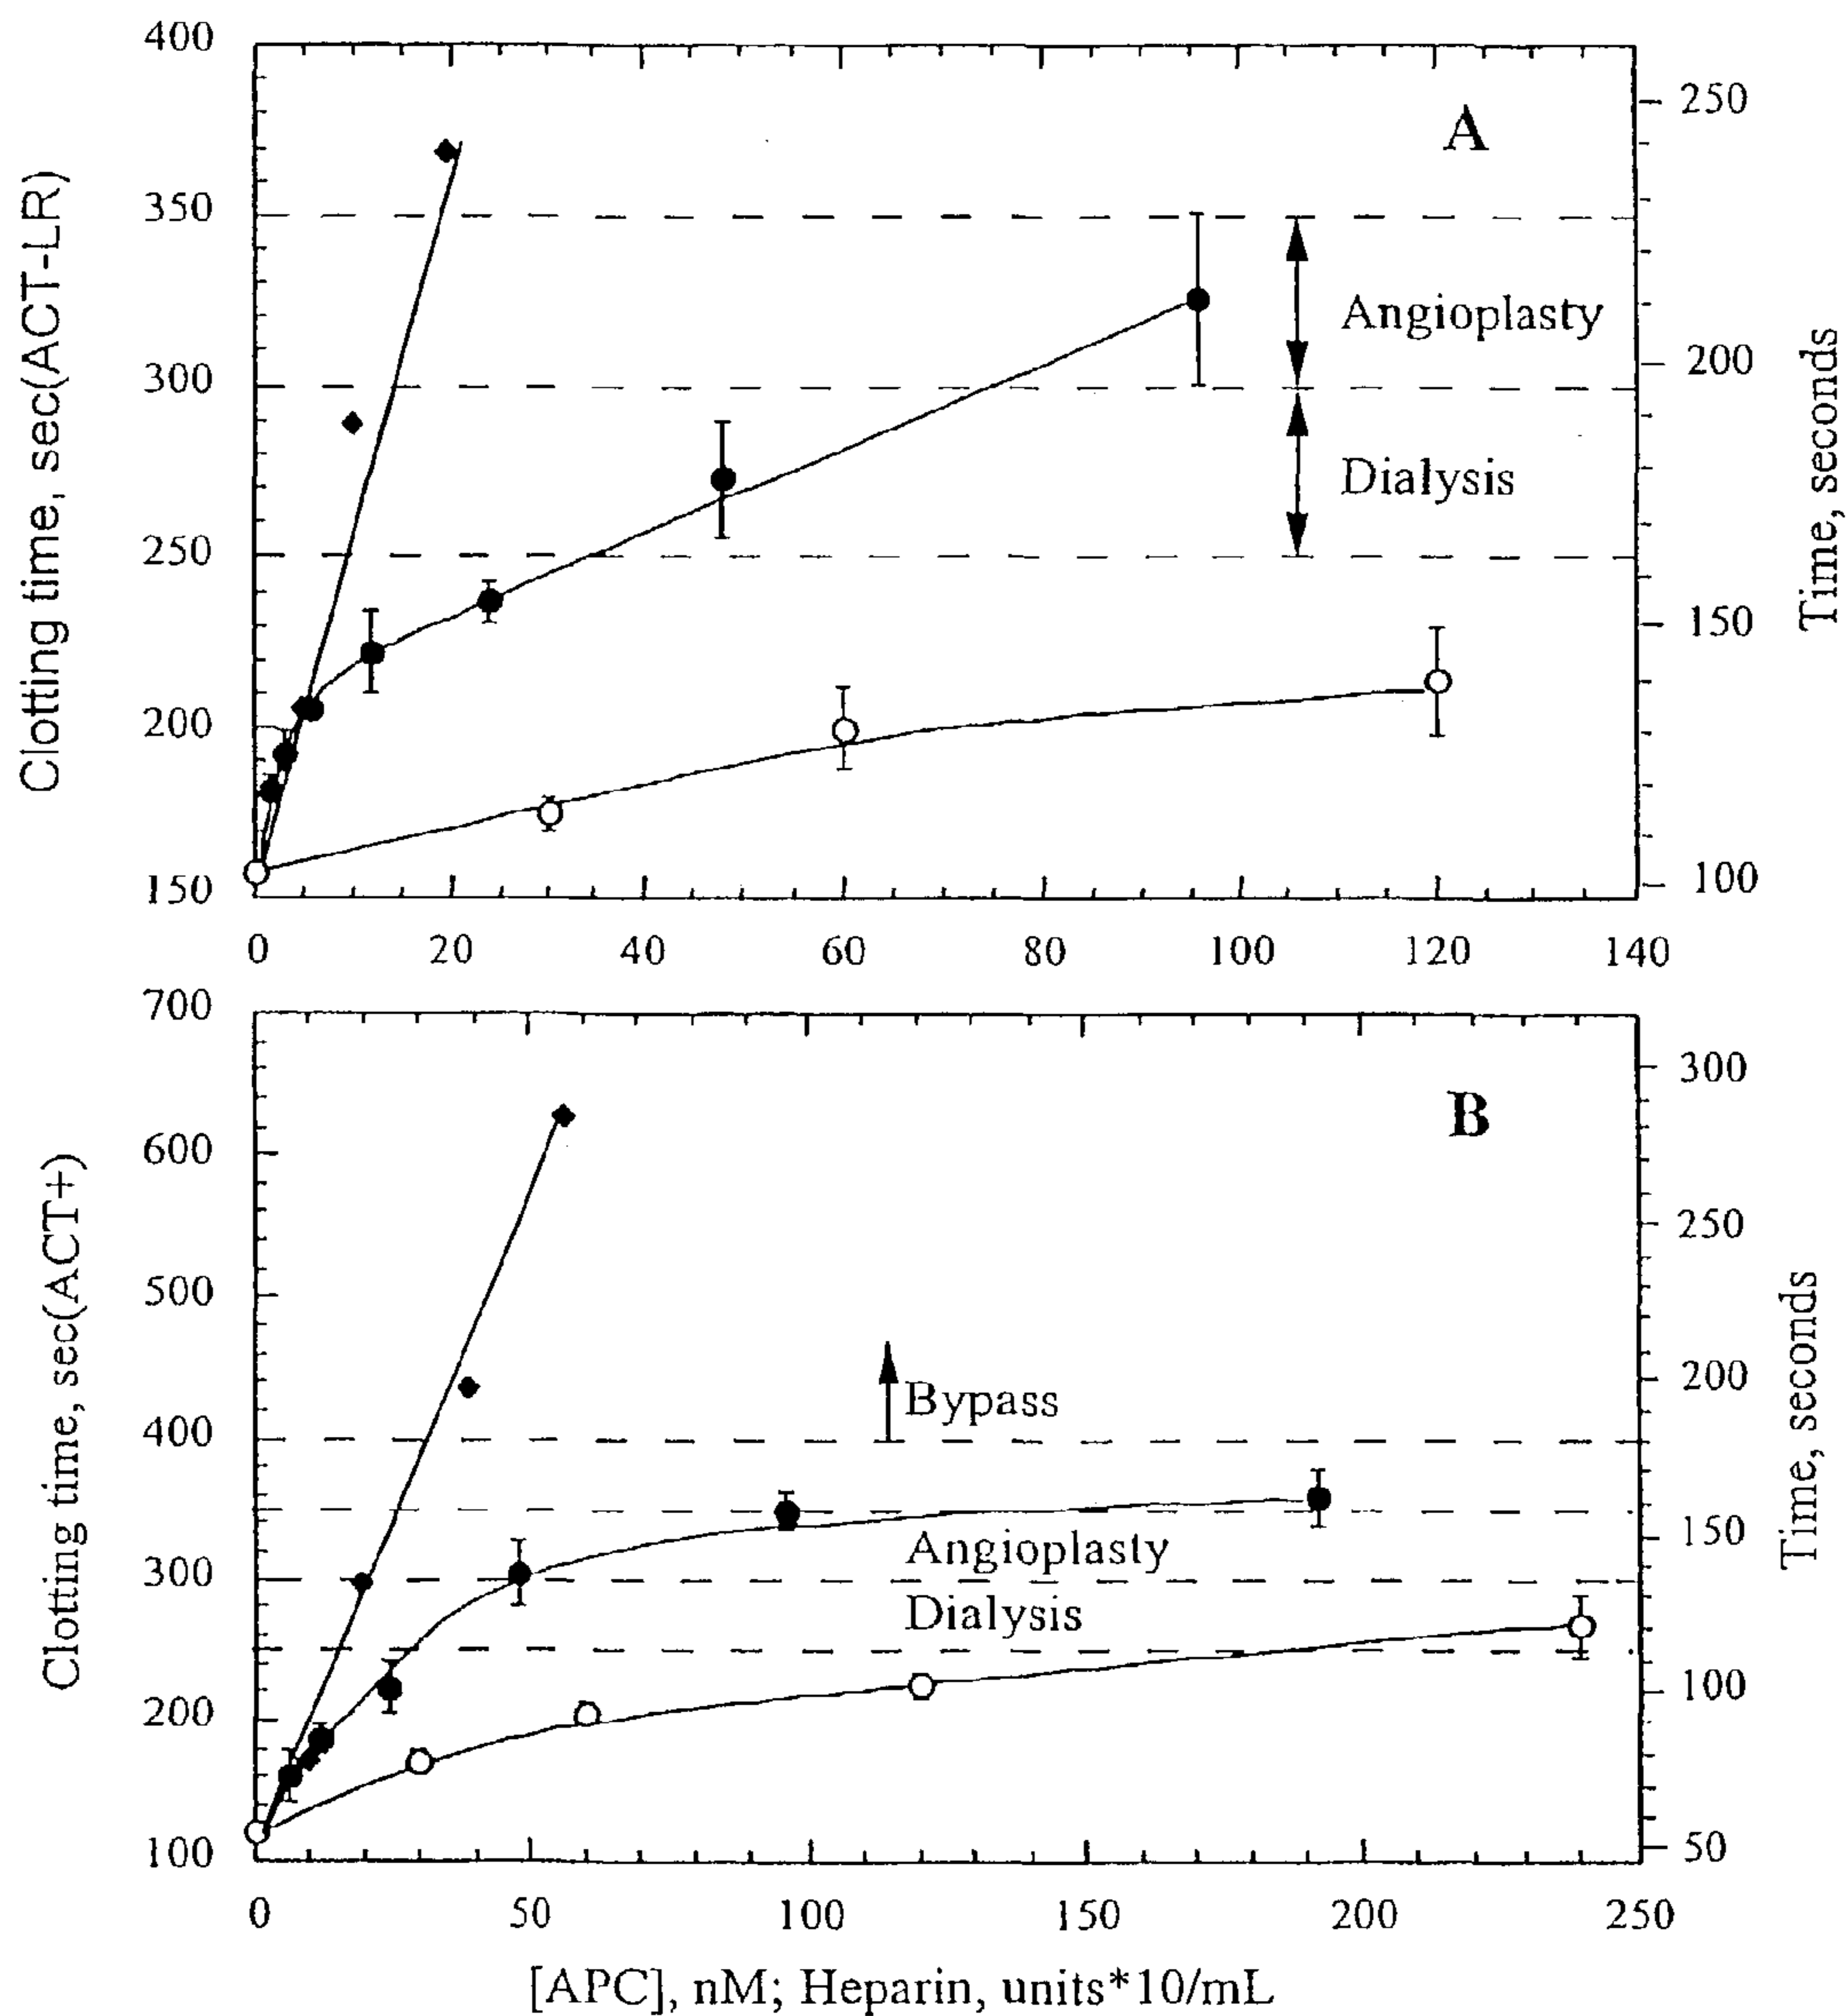 Clotting time, sec(ACT-LR)
400
350
300
250
200
150
A
Angioplasty
Dialysis
250
200
150
100
Time, seconds
0 20 40 60 80 100 120 140
Clotting time, sec(ACT+)
700
600
500
400
300
200
100
B
Bypass
Angioplasty
Dialysis
300
250
200
150
100
50
Time, seconds
0 50 100 150 200 250
[APC], nM; Heparin, units*10/mL